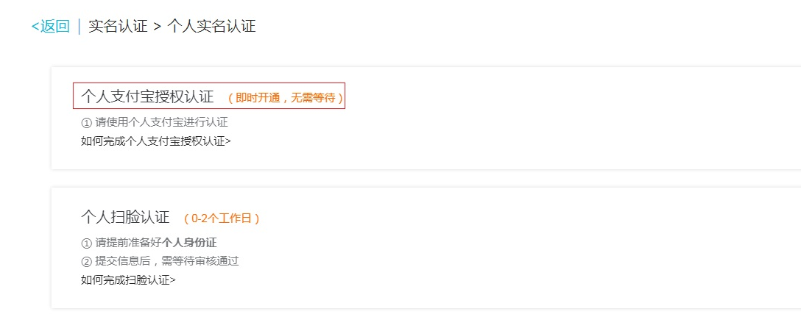 <返回 | 实名认证 > 个人实名认证
个人支付宝授权认证 （即时开通，无需等待）
① 请使用个人支付宝进行认证
如何完成个人支付宝授权认证>
个人扫脸认证 （0-2个工作日）
① 请提前准备好个人身份证
② 提交信息后，需等待审核通过
如何完成扫脸认证>